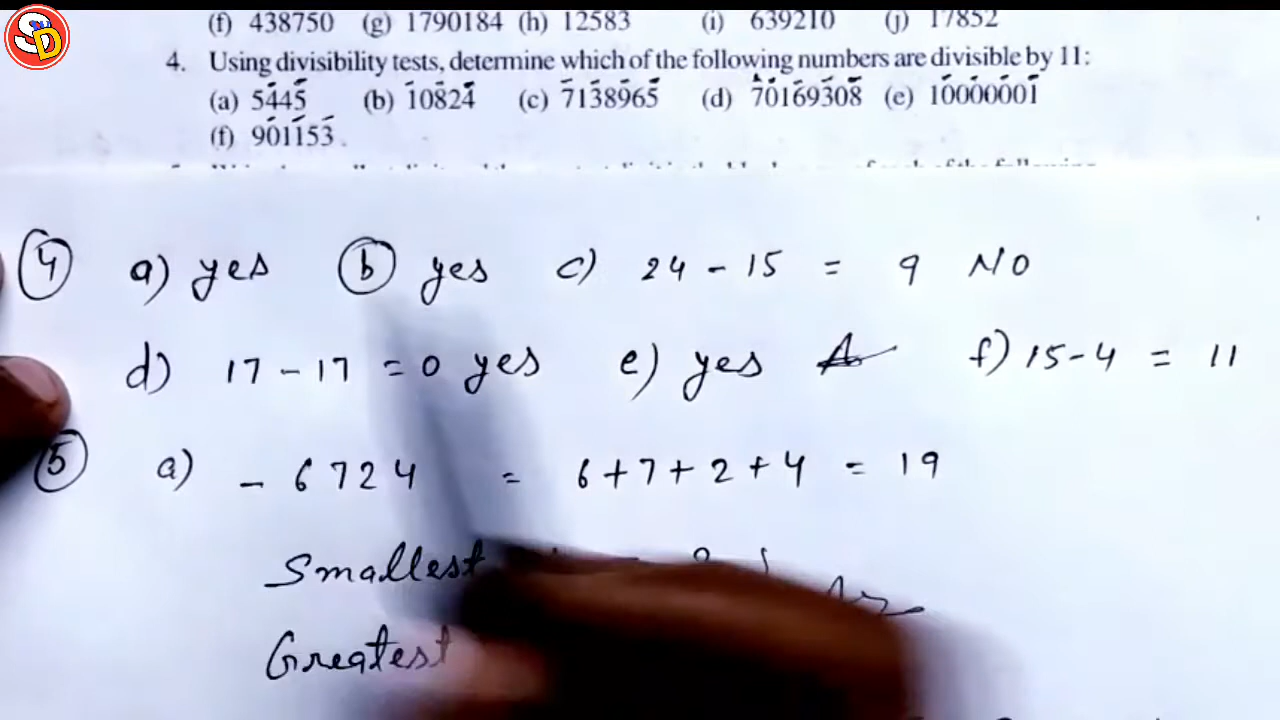 SD
(f) 438750 (g) 1790184 (h) 12583 (i) 639210 (j) 17852
4. Using divisibility tests, determine which of the following numbers are divisible by 11:
(a) 5445 (b) 10824 (c) 7138965 (d) 70169308 (e) 10000001
(f) 901153.
4 a) yes b yes c) 24 - 15 = 9 NO
d) 17 - 17 = 0 yes e) yes f) 15 - 4 = 11
5 a) - 6724 = 6 + 7 + 2 + 4 = 19
Smallest
Greatest